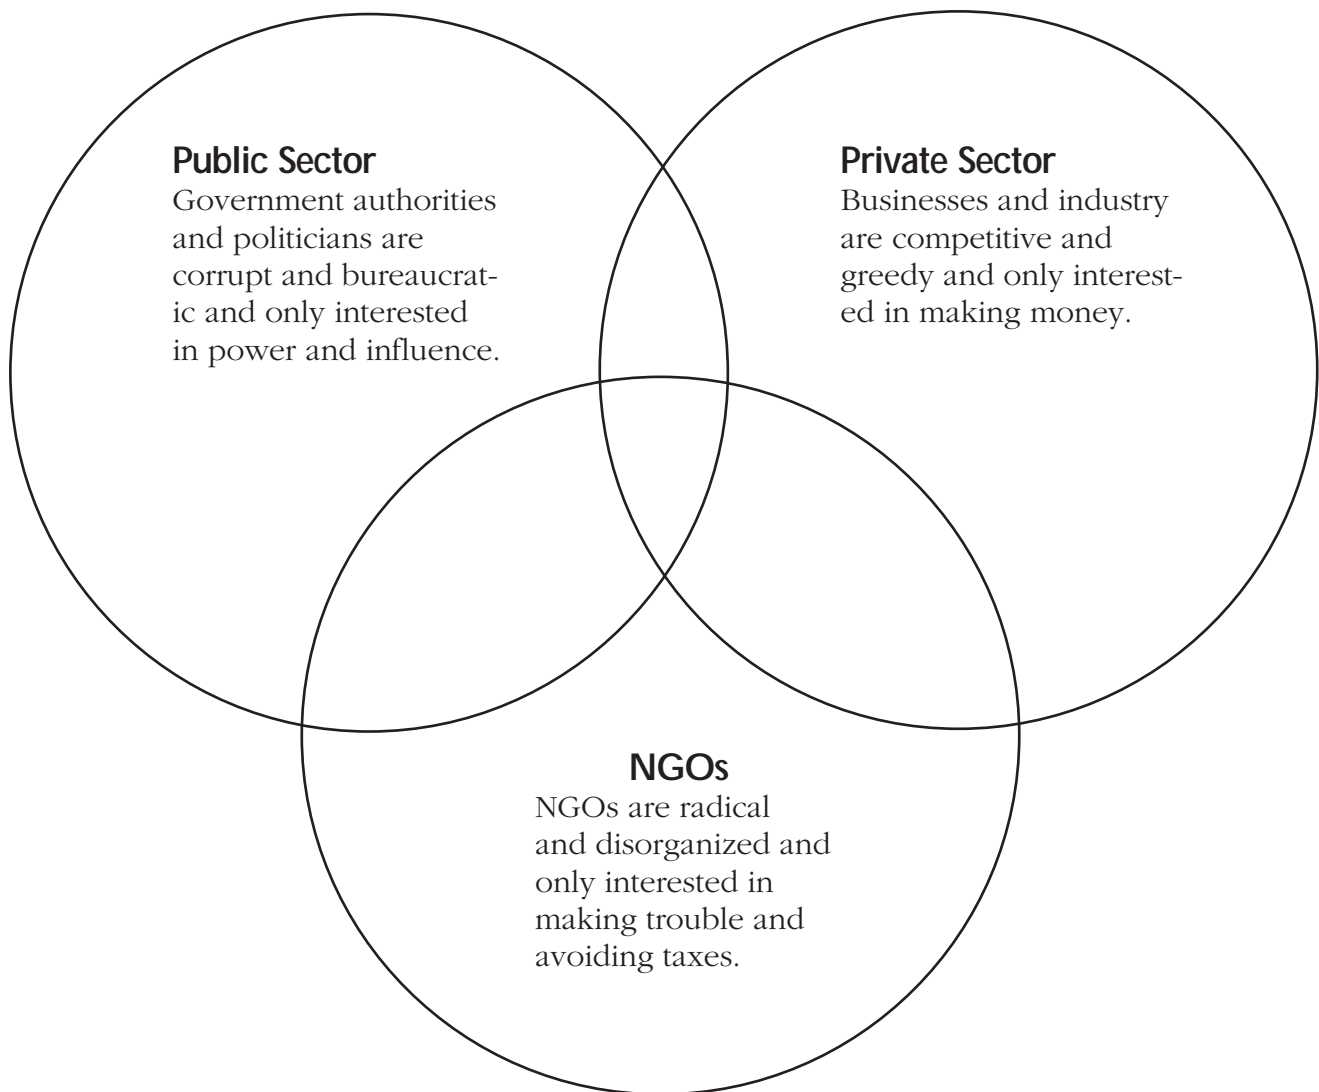 Public Sector
Government authorities
and politicians are
corrupt and bureaucrat-
ic and only interested
in power and influence.
Private Sector
Businesses and industry
are competitive and
greedy and only interest-
ed in making money.
NGOs
NGOs are radical
and disorganized and
only interested in
making trouble and
avoiding taxes.